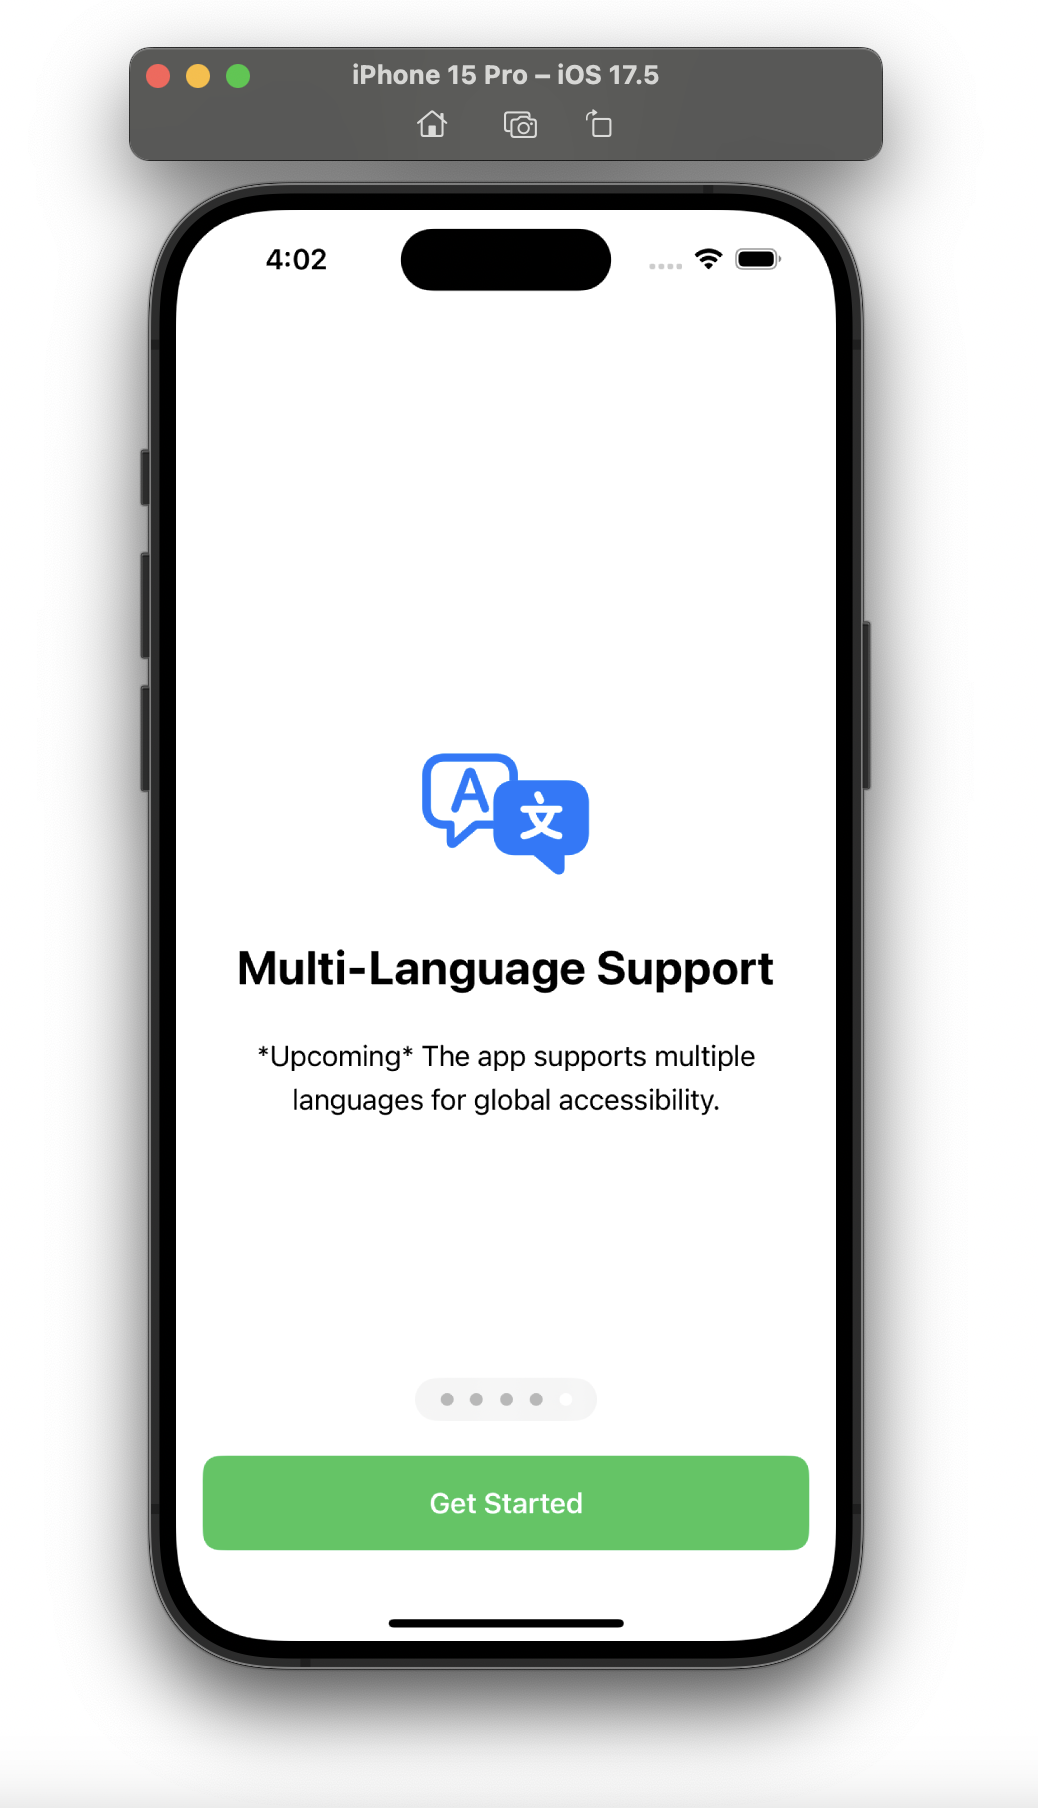 iPhone 15 Pro – iOS 17.5
4:02
A
文
Multi-Language Support
*Upcoming* The app supports multiple
languages for global accessibility.
Get Started